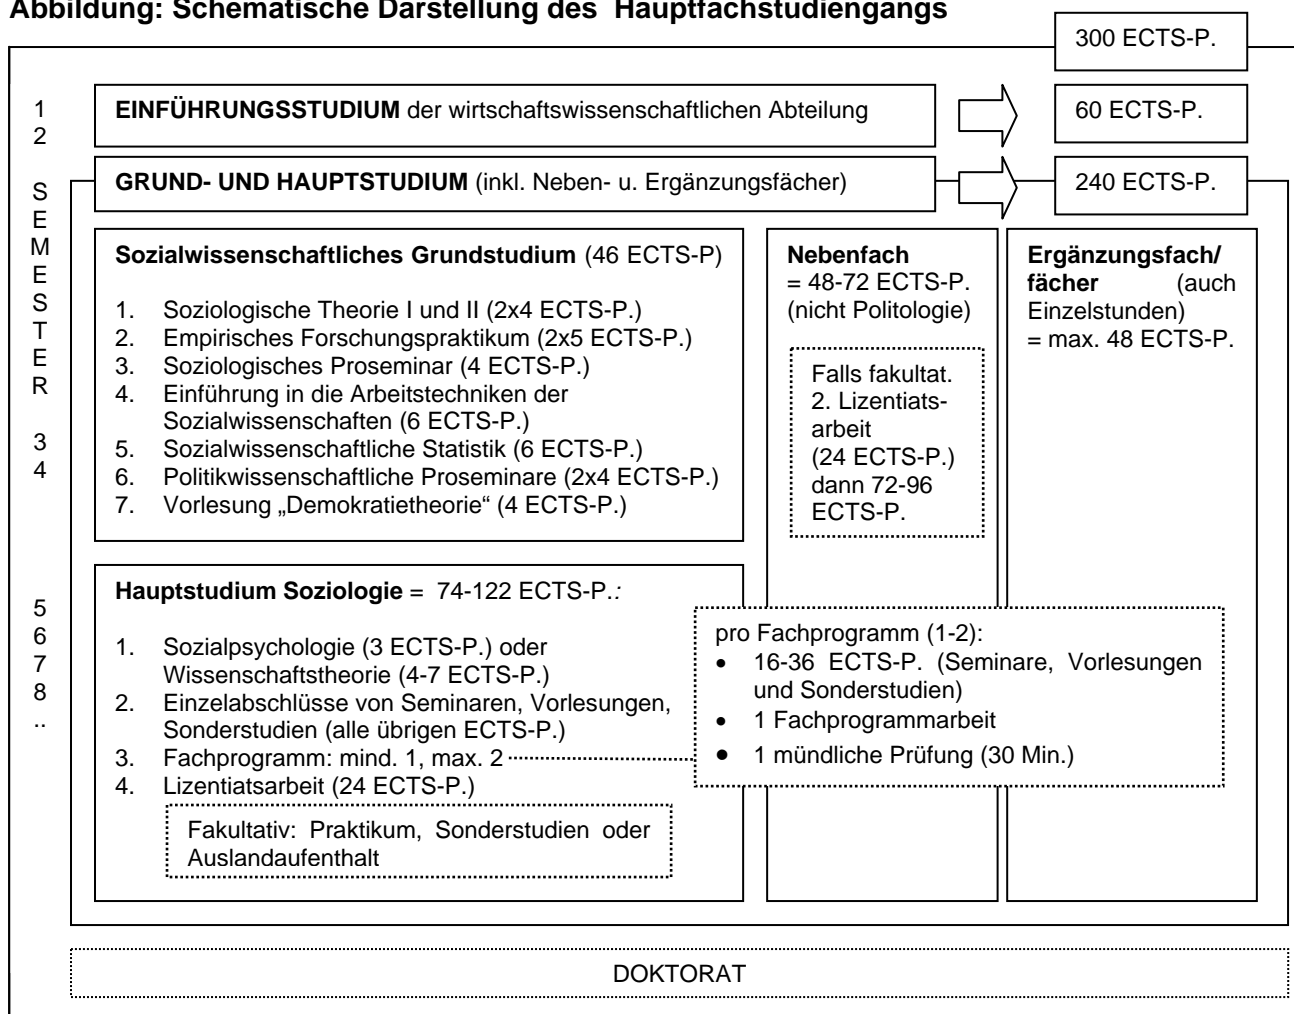 Abbildung: Schematische Darstellung des Hauptfachstudiengangs
300 ECTS-P.
1
2
EINFÜHRUNGSSTUDIUM der wirtschaftswissenschaftlichen Abteilung
60 ECTS-P.
S
E
M
E
S
T
E
R
GRUND- UND HAUPTSTUDIUM (inkl. Neben- u. Ergänzungsfächer)
240 ECTS-P.
3
4
Sozialwissenschaftliches Grundstudium (46 ECTS-P)
1. Soziologische Theorie I und II (2x4 ECTS-P.)
2. Empirisches Forschungspraktikum (2x5 ECTS-P.)
3. Soziologisches Proseminar (4 ECTS-P.)
4. Einführung in die Arbeitstechniken der
Sozialwissenschaften (6 ECTS-P.)
5. Sozialwissenschaftliche Statistik (6 ECTS-P.)
6. Politikwissenschaftliche Proseminare (2x4 ECTS-P.)
7. Vorlesung „Demokratietheorie“ (4 ECTS-P.)
Nebenfach
= 48-72 ECTS-P.
(nicht Politologie)
Falls fakultat.
2. Lizentiats-
arbeit
(24 ECTS-P.)
dann 72-96
ECTS-P.
Ergänzungsfach/
fächer (auch
Einzelstunden)
= max. 48 ECTS-P.
5
6
7
8
..
Hauptstudium Soziologie = 74-122 ECTS-P.:
1. Sozialpsychologie (3 ECTS-P.) oder
Wissenschaftstheorie (4-7 ECTS-P.)
2. Einzelabschlüsse von Seminaren, Vorlesungen,
Sonderstudien (alle übrigen ECTS-P.)
3. Fachprogramm: mind. 1, max. 2
4. Lizentiatsarbeit (24 ECTS-P.)
Fakultativ: Praktikum, Sonderstudien oder
Auslandaufenthalt
pro Fachprogramm (1-2):
• 16-36 ECTS-P. (Seminare, Vorlesungen
und Sonderstudien)
• 1 Fachprogrammarbeit
• 1 mündliche Prüfung (30 Min.)
DOKTORAT